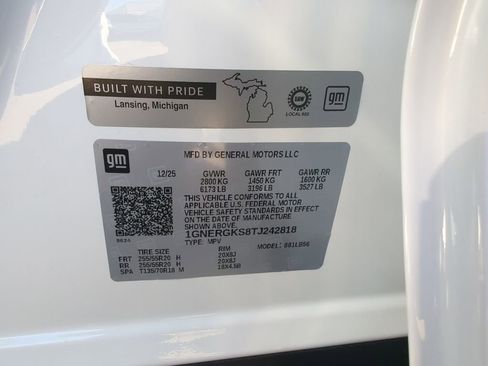 BUILT WITH PRIDE
Lansing, Michigan
UAW
LOCAL 602
gm
gm
MFD BY GENERAL MOTORS LLC
12/25 GVWR GAWR FRT GAWR RR
2800 KG 1450 KG 1600 KG
6173 LB 3196 LB 3527 LB
THIS VEHICLE CONFORMS TO ALL
APPLICABLE U.S. FEDERAL MOTOR
VEHICLE SAFETY STANDARDS IN
EFFECT ON THE DATE OF MANUFACTURE
SHOWN ABOVE.
1GNERGKS8TJ242818
TYPE: MPV MODEL:
TIRE SIZE RIM
FRT 255/55R20 H 20X8J
RR 255/55R20 H 20X8J
SPA T135/70R18 M 18X4.5B